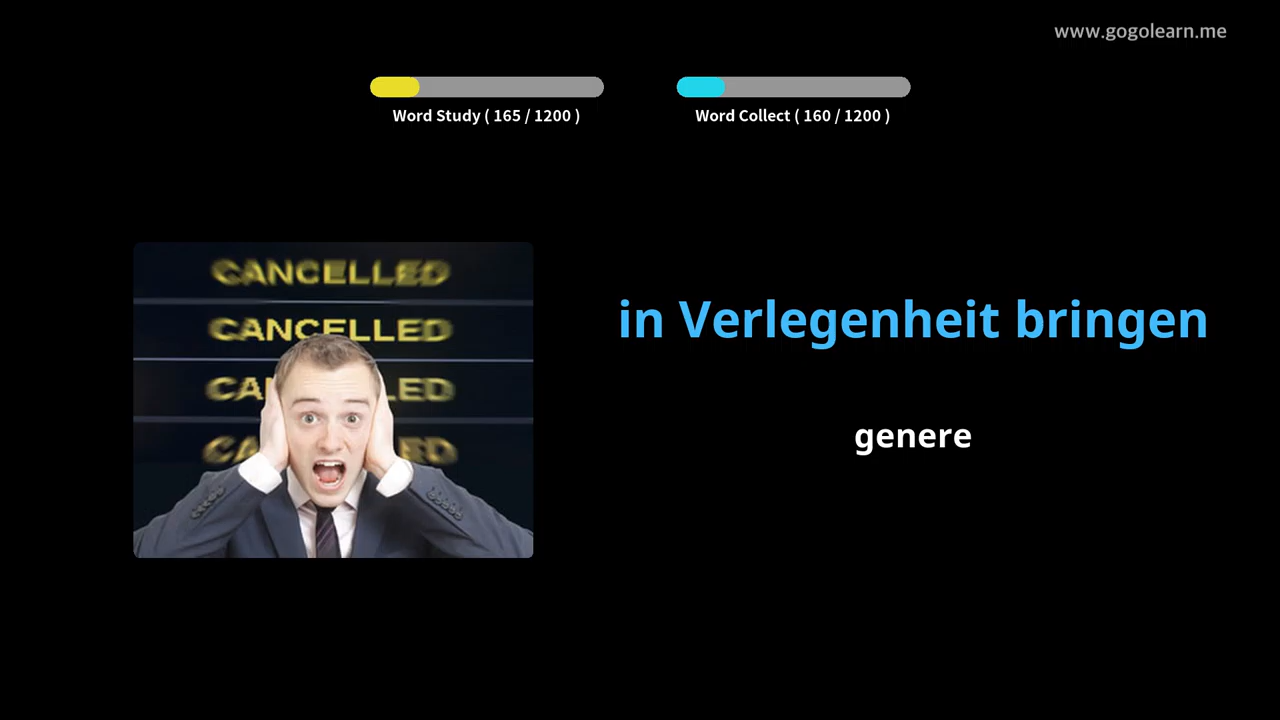 www.gogolearn.me
Word Study ( 165 / 1200 )
Word Collect ( 160 / 1200 )
CANCELLED
CANCELLED
in Verlegenheit bringen
genere